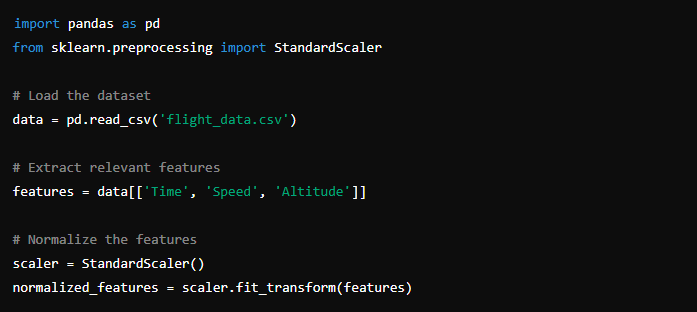 import pandas as pd
from sklearn.preprocessing import StandardScaler
# Load the dataset
data = pd.read_csv('flight_data.csv')
# Extract relevant features
features = data[['Time', 'Speed', 'Altitude']]
# Normalize the features
scaler = StandardScaler()
normalized_features = scaler.fit_transform(features)